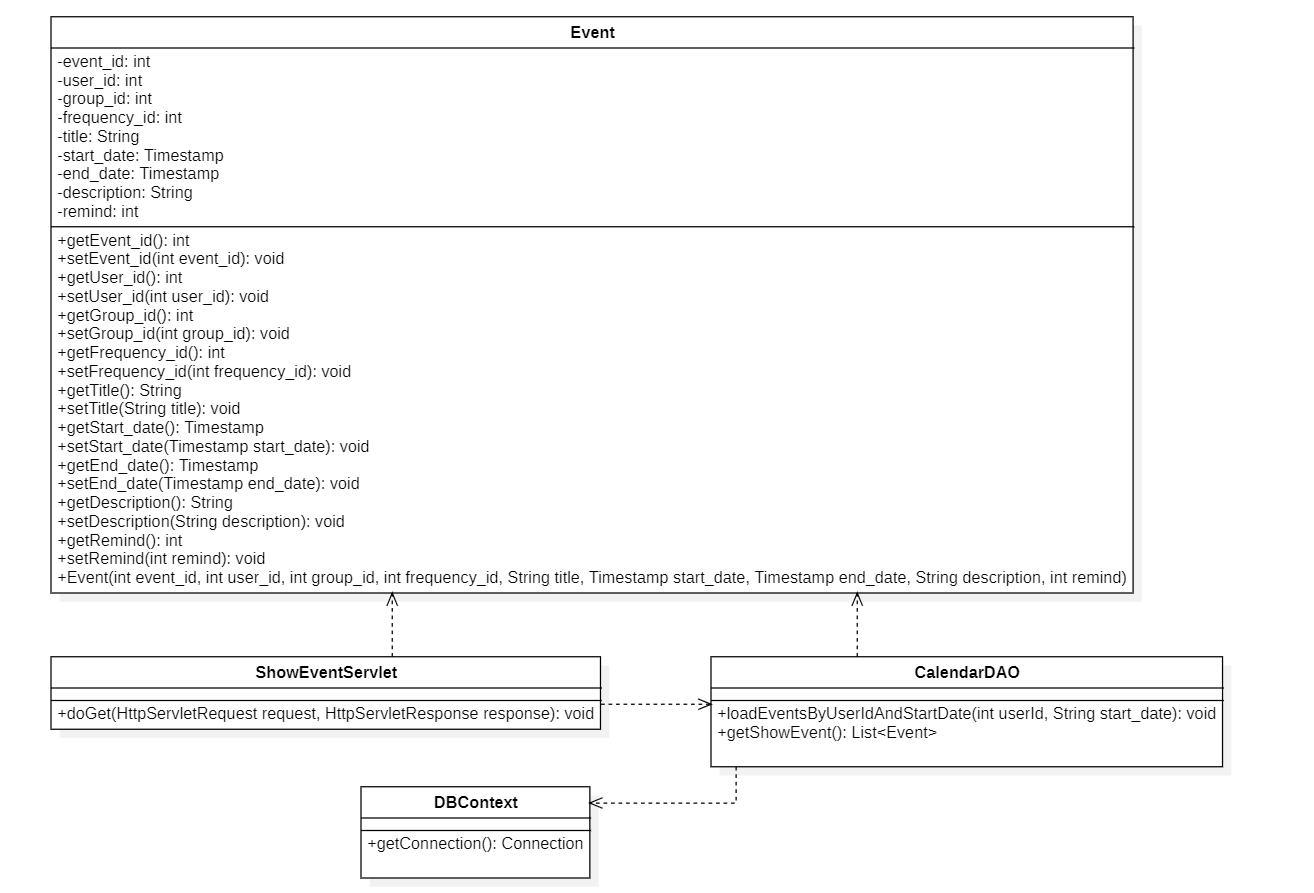 Event
-event_id: int
-user_id: int
-group_id: int
-frequency_id: int
-title: String
-start_date: Timestamp
-end_date: Timestamp
-description: String
-remind: int
+getEvent_id(): int
+setEvent_id(int event_id): void
+getUser_id(): int
+setUser_id(int user_id): void
+getGroup_id(): int
+setGroup_id(int group_id): void
+getFrequency_id(): int
+setFrequency_id(int frequency_id): void
+getTitle(): String
+setTitle(String title): void
+getStart_date(): Timestamp
+setStart_date(Timestamp start_date): void
+getEnd_date(): Timestamp
+setEnd_date(Timestamp end_date): void
+getDescription(): String
+setDescription(String description): void
+getRemind(): int
+setRemind(int remind): void
+Event(int event_id, int user_id, int group_id, int frequency_id, String title, Timestamp start_date, Timestamp end_date, String description, int remind)
ShowEventServlet
+doGet(HttpServletRequest request, HttpServletResponse response): void
CalendarDAO
+loadEventsByUserIdAndStartDate(int userId, String start_date): void
+getShowEvent(): List<Event>
DBContext
+getConnection(): Connection